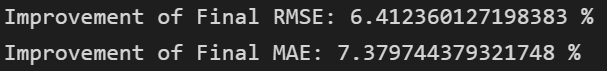 Improvement of Final RMSE: 6.412360127198383 %
Improvement of Final MAE: 7.379744379321748 %